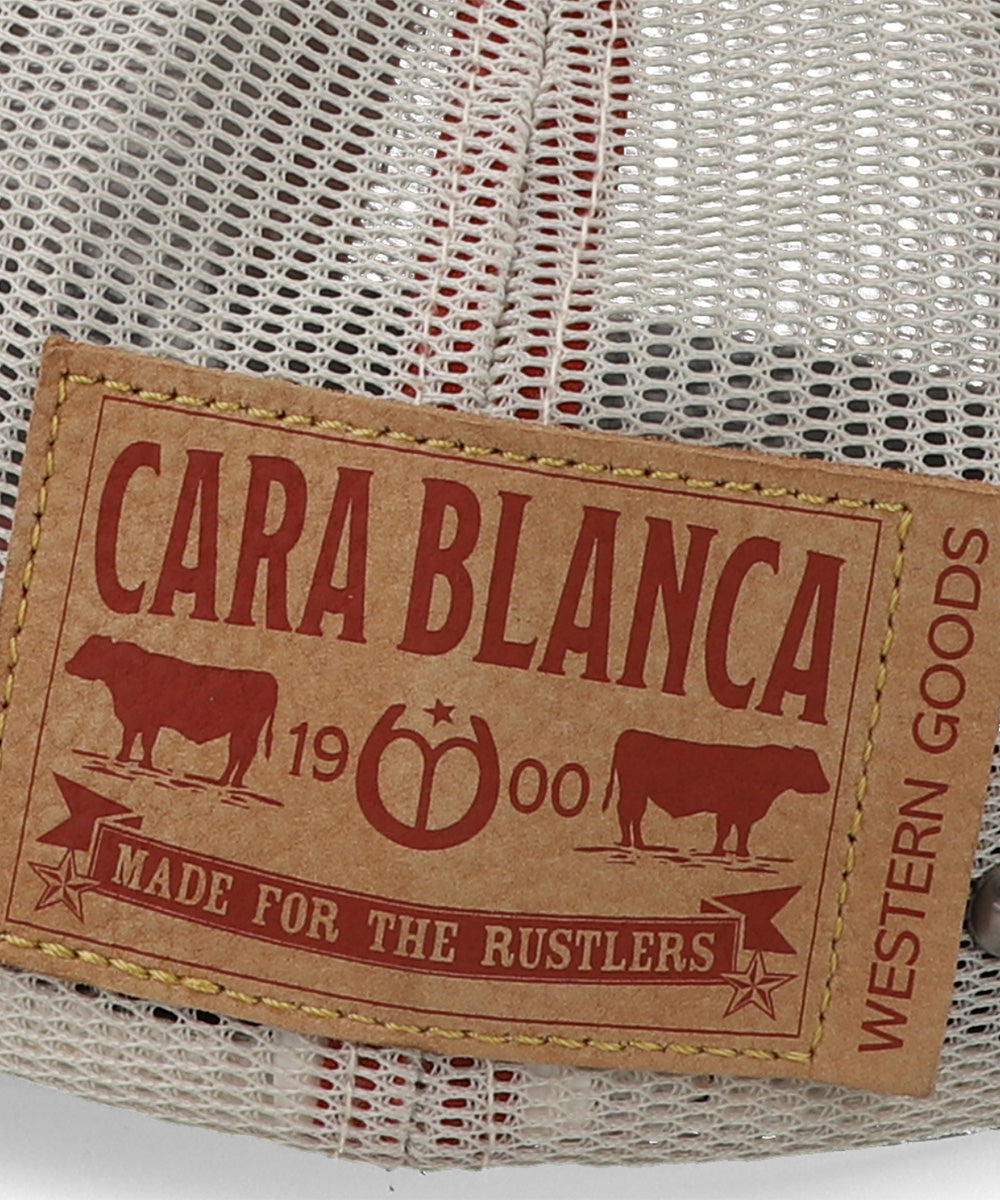 CARA BLANCA
19 00
MADE FOR THE RUSTLERS
WESTERN GOODS